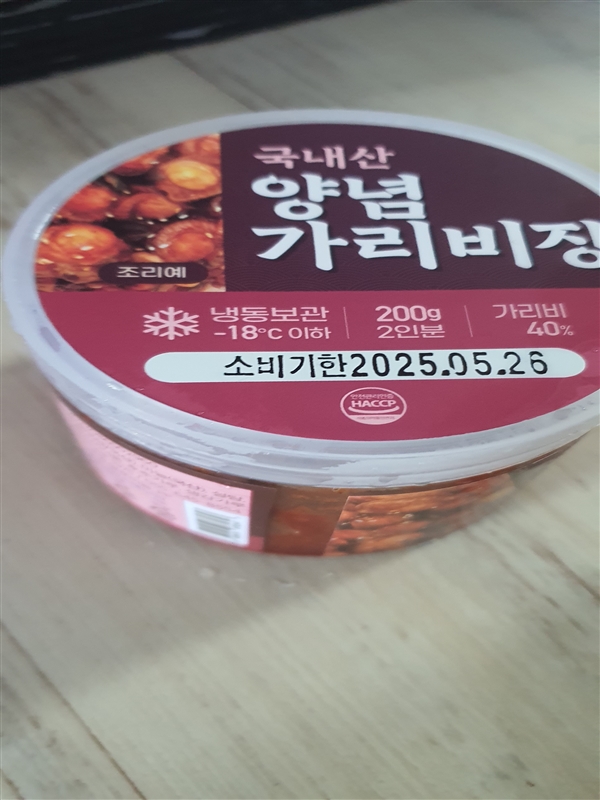 국내산
양념
가리비장
조리예
냉동보관
-18°C 이하
200g
2인분
가리비
40%
소비기한2025.05.26
HACCP